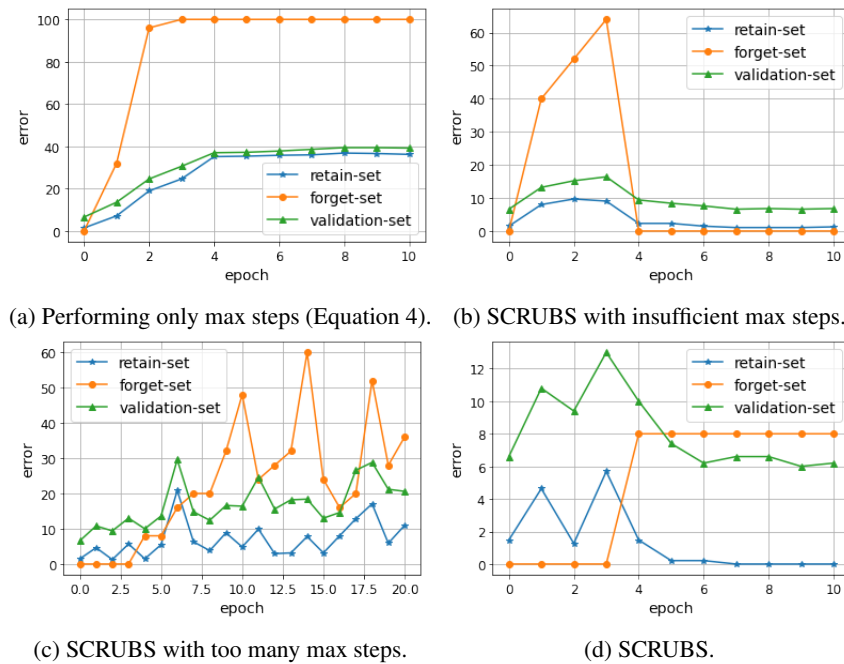 100
80
60
40
20
0
error
0 2 4 6 8 10
epoch
retain-set
forget-set
validation-set
(a) Performing only max steps (Equation 4).
60
50
40
30
20
10
0
error
0 2 4 6 8 10
epoch
retain-set
forget-set
validation-set
(b) SCRUBS with insufficient max steps.
60
50
40
30
20
10
0
error
0.0 2.5 5.0 7.5 10.0 12.5 15.0 17.5 20.0
epoch
retain-set
forget-set
validation-set
(c) SCRUBS with too many max steps.
12
10
8
6
4
2
0
error
0 2 4 6 8 10
epoch
retain-set
forget-set
validation-set
(d) SCRUBS.